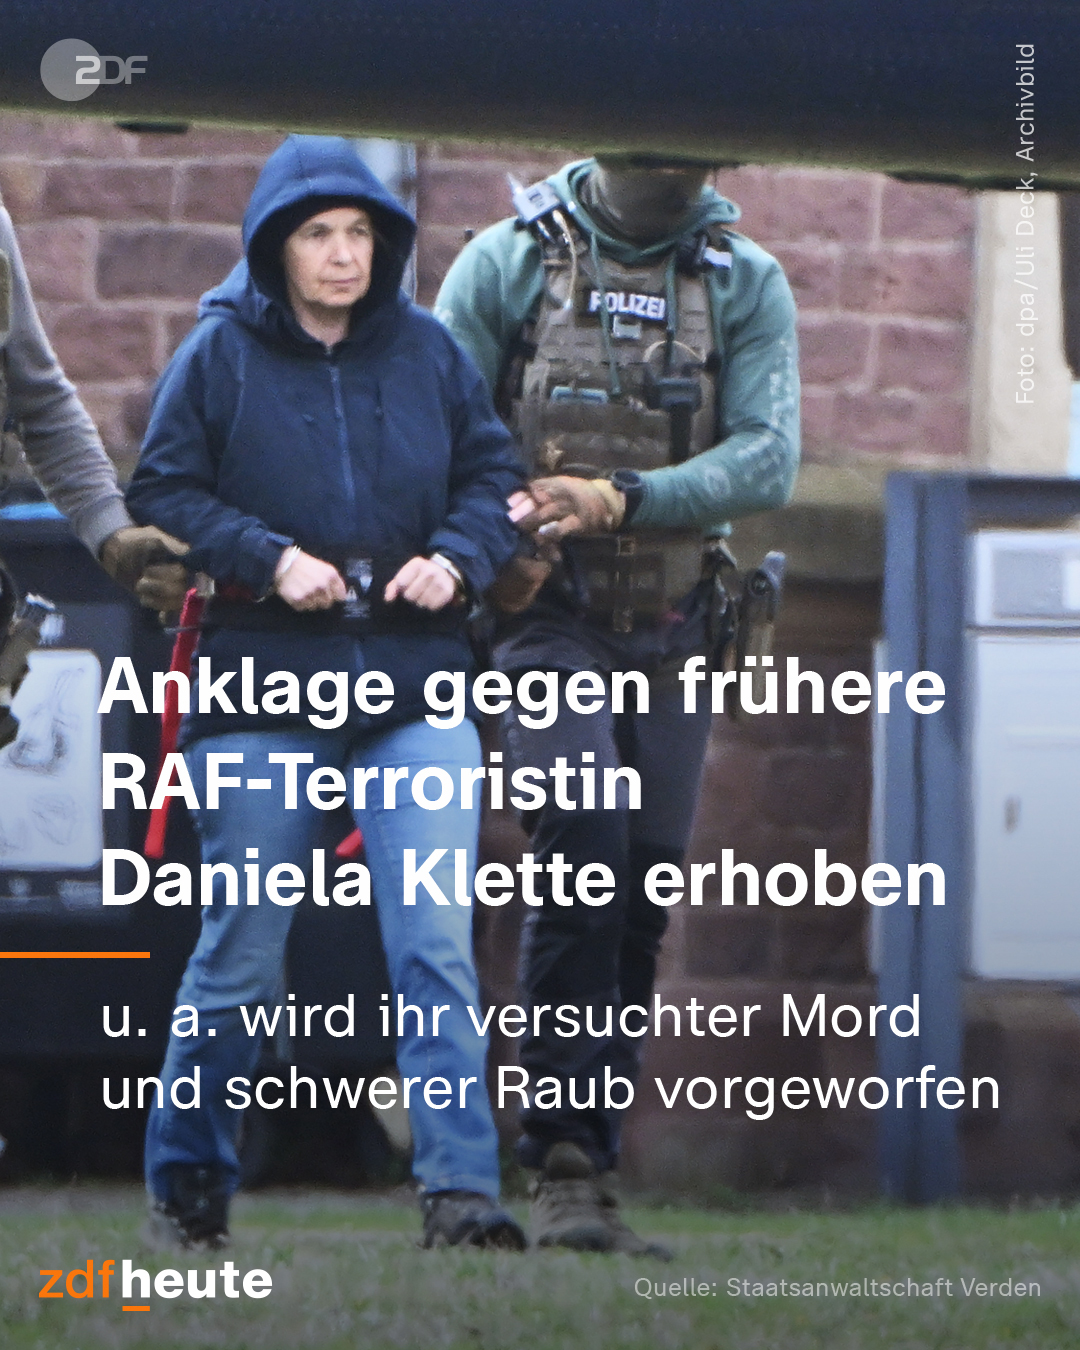 ZDF
Foto: dpa/Uli Deck, Archivbild
POLIZEI
Anklage gegen frühere
RAF-Terroristin
Daniela Klette erhoben
u. a. wird ihr versuchter Mord
und schwerer Raub vorgeworfen
zdfheute
Quelle: Staatsanwaltschaft Verden